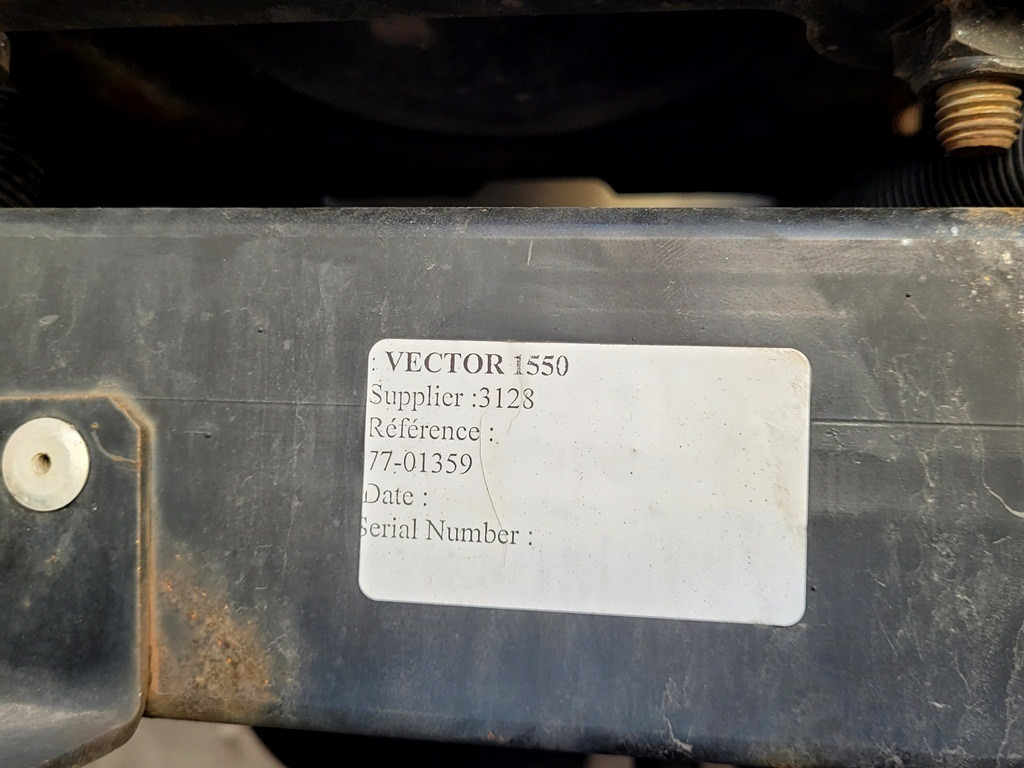 : VECTOR 1550
Supplier :3128
Référence :
77-01359
Date :
Serial Number :